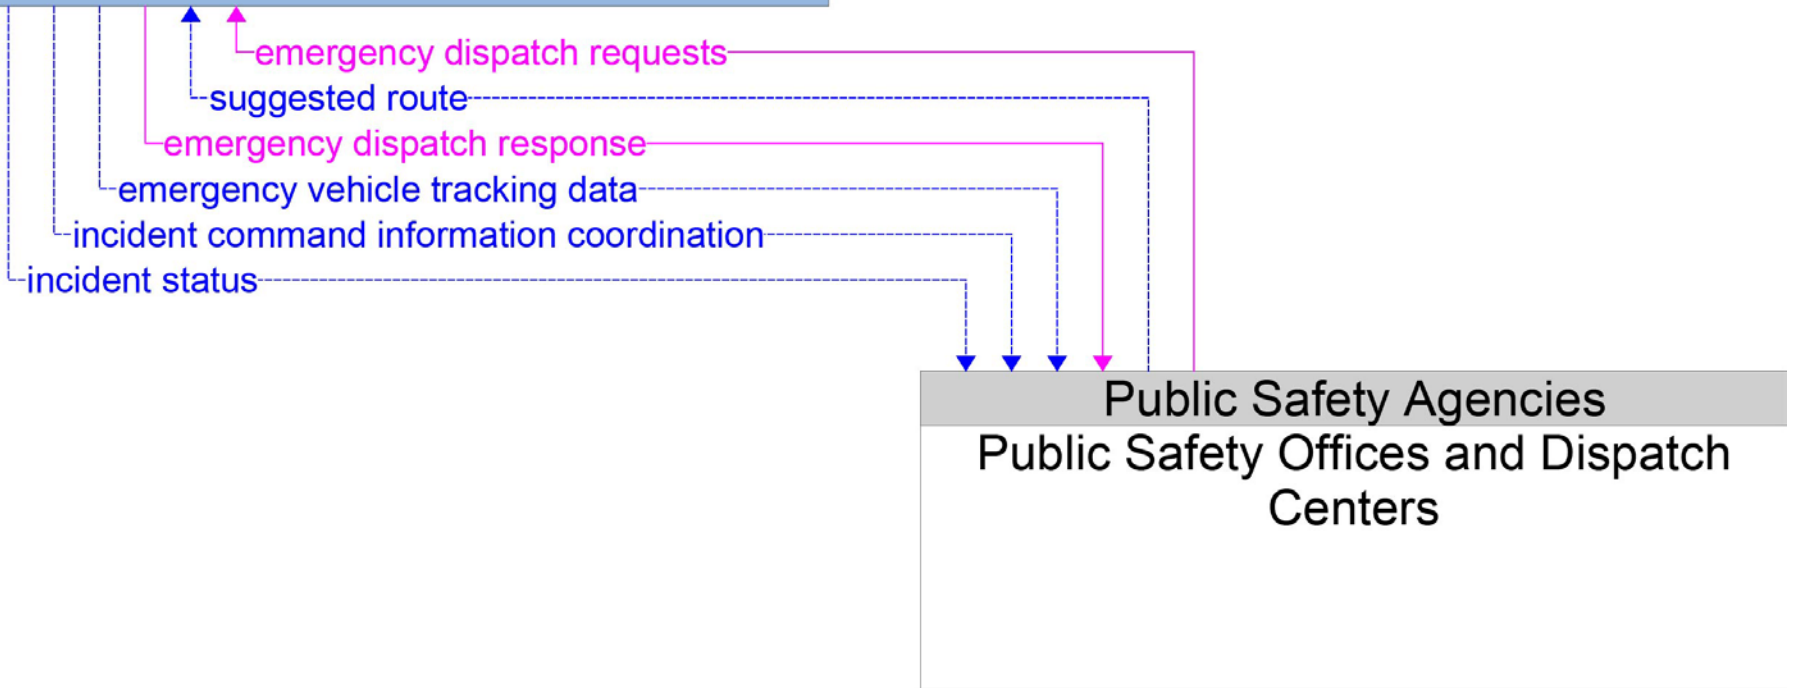 emergency dispatch requests
suggested route
emergency dispatch response
emergency vehicle tracking data
incident command information coordination
incident status
Public Safety Agencies
Public Safety Offices and Dispatch
Centers